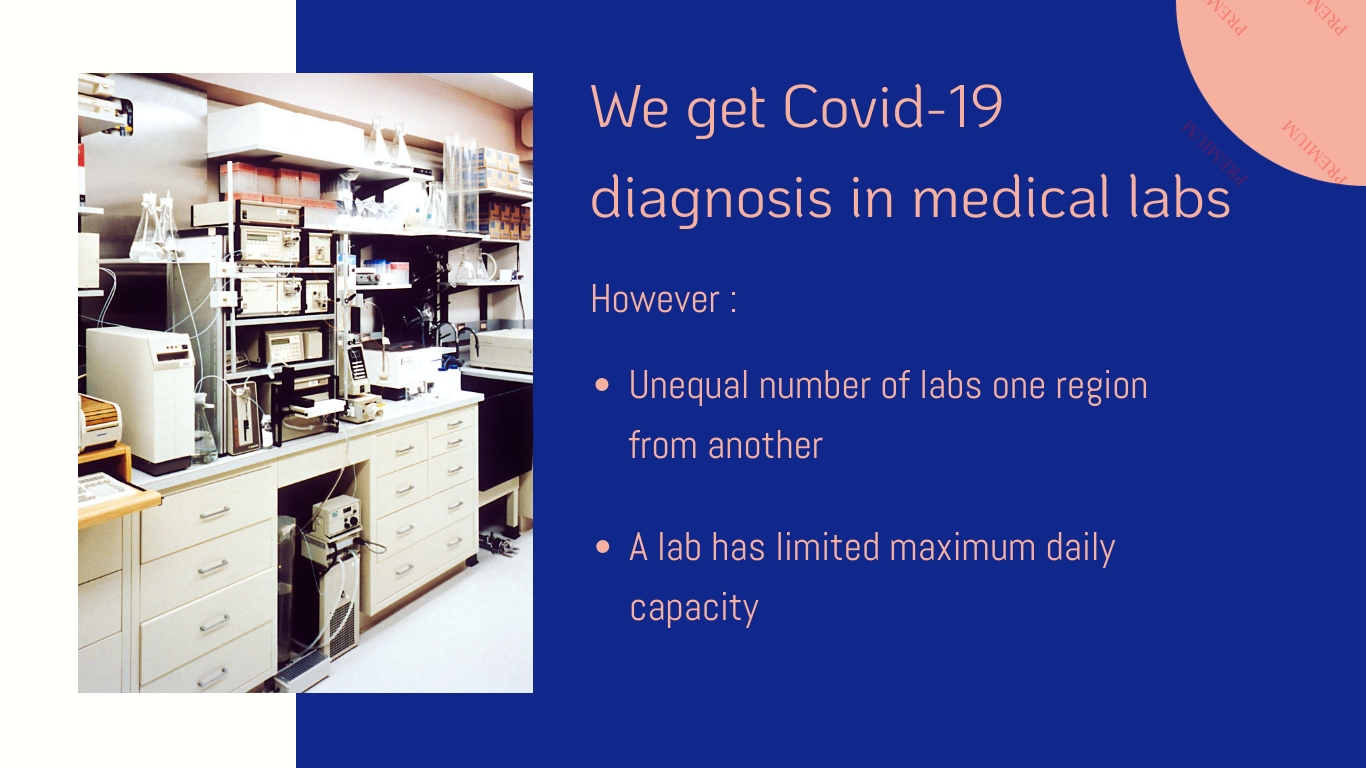 We get Covid-19
diagnosis in medical labs
However :
• Unequal number of labs one region
from another
• A lab has limited maximum daily
capacity
PREMIUM
PREMIUM
PREMIUM
PREMIUM